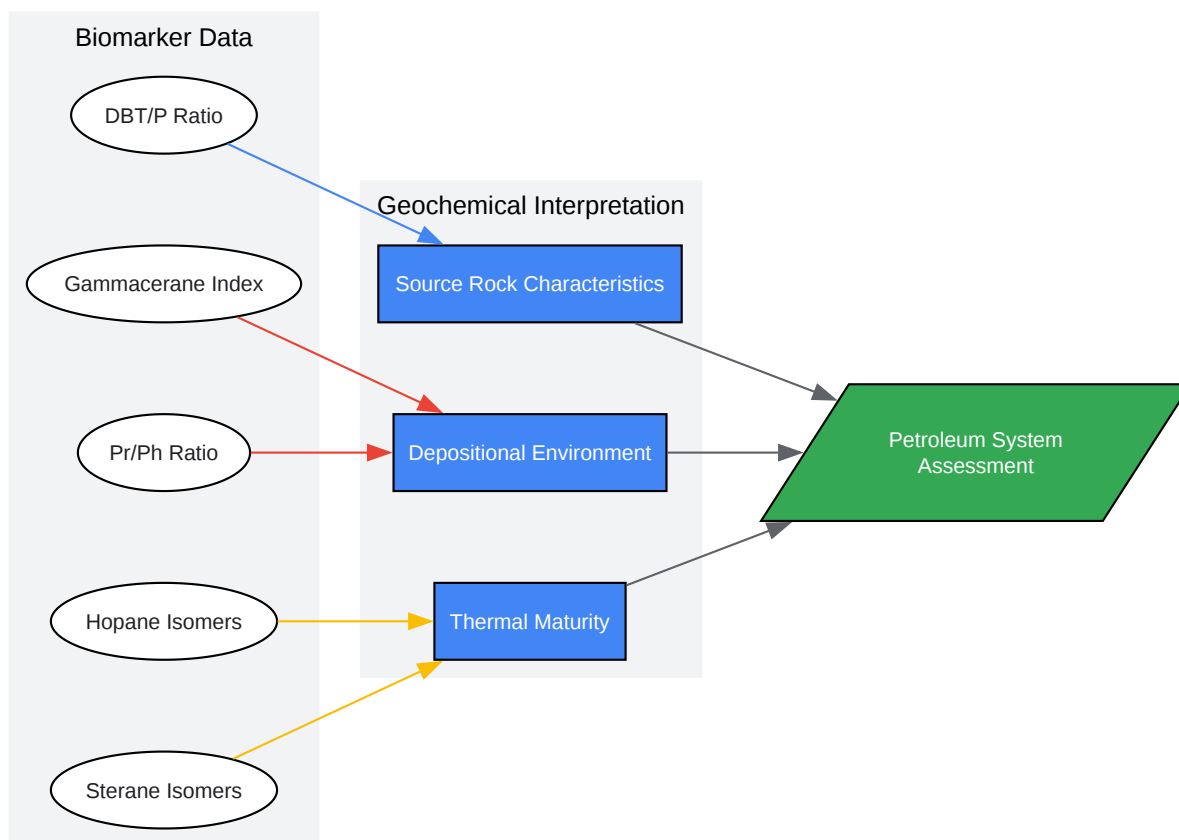 Biomarker Data
DBT/P Ratio
Gammacerane Index
Pr/Ph Ratio
Hopane Isomers
Sterane Isomers
Geochemical Interpretation
Source Rock Characteristics
Depositional Environment
Thermal Maturity
Petroleum System
Assessment